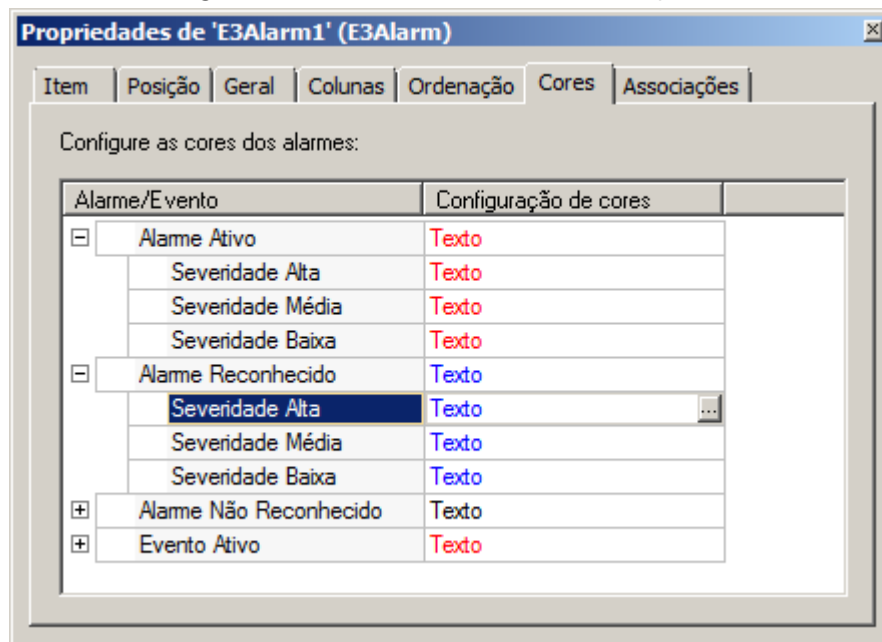 Propriedades de 'E3Alarm1' (E3Alarm)
Item Posição Geral Colunas Ordenação Cores Associações
Configure as cores dos alarmes:
Alarme/Evento Configuração de cores
Alarme Ativo Texto
Severidade Alta Texto
Severidade Média Texto
Severidade Baixa Texto
Alarme Reconhecido Texto
Severidade Alta Texto ...
Severidade Média Texto
Severidade Baixa Texto
Alarme Não Reconhecido Texto
Evento Ativo Texto